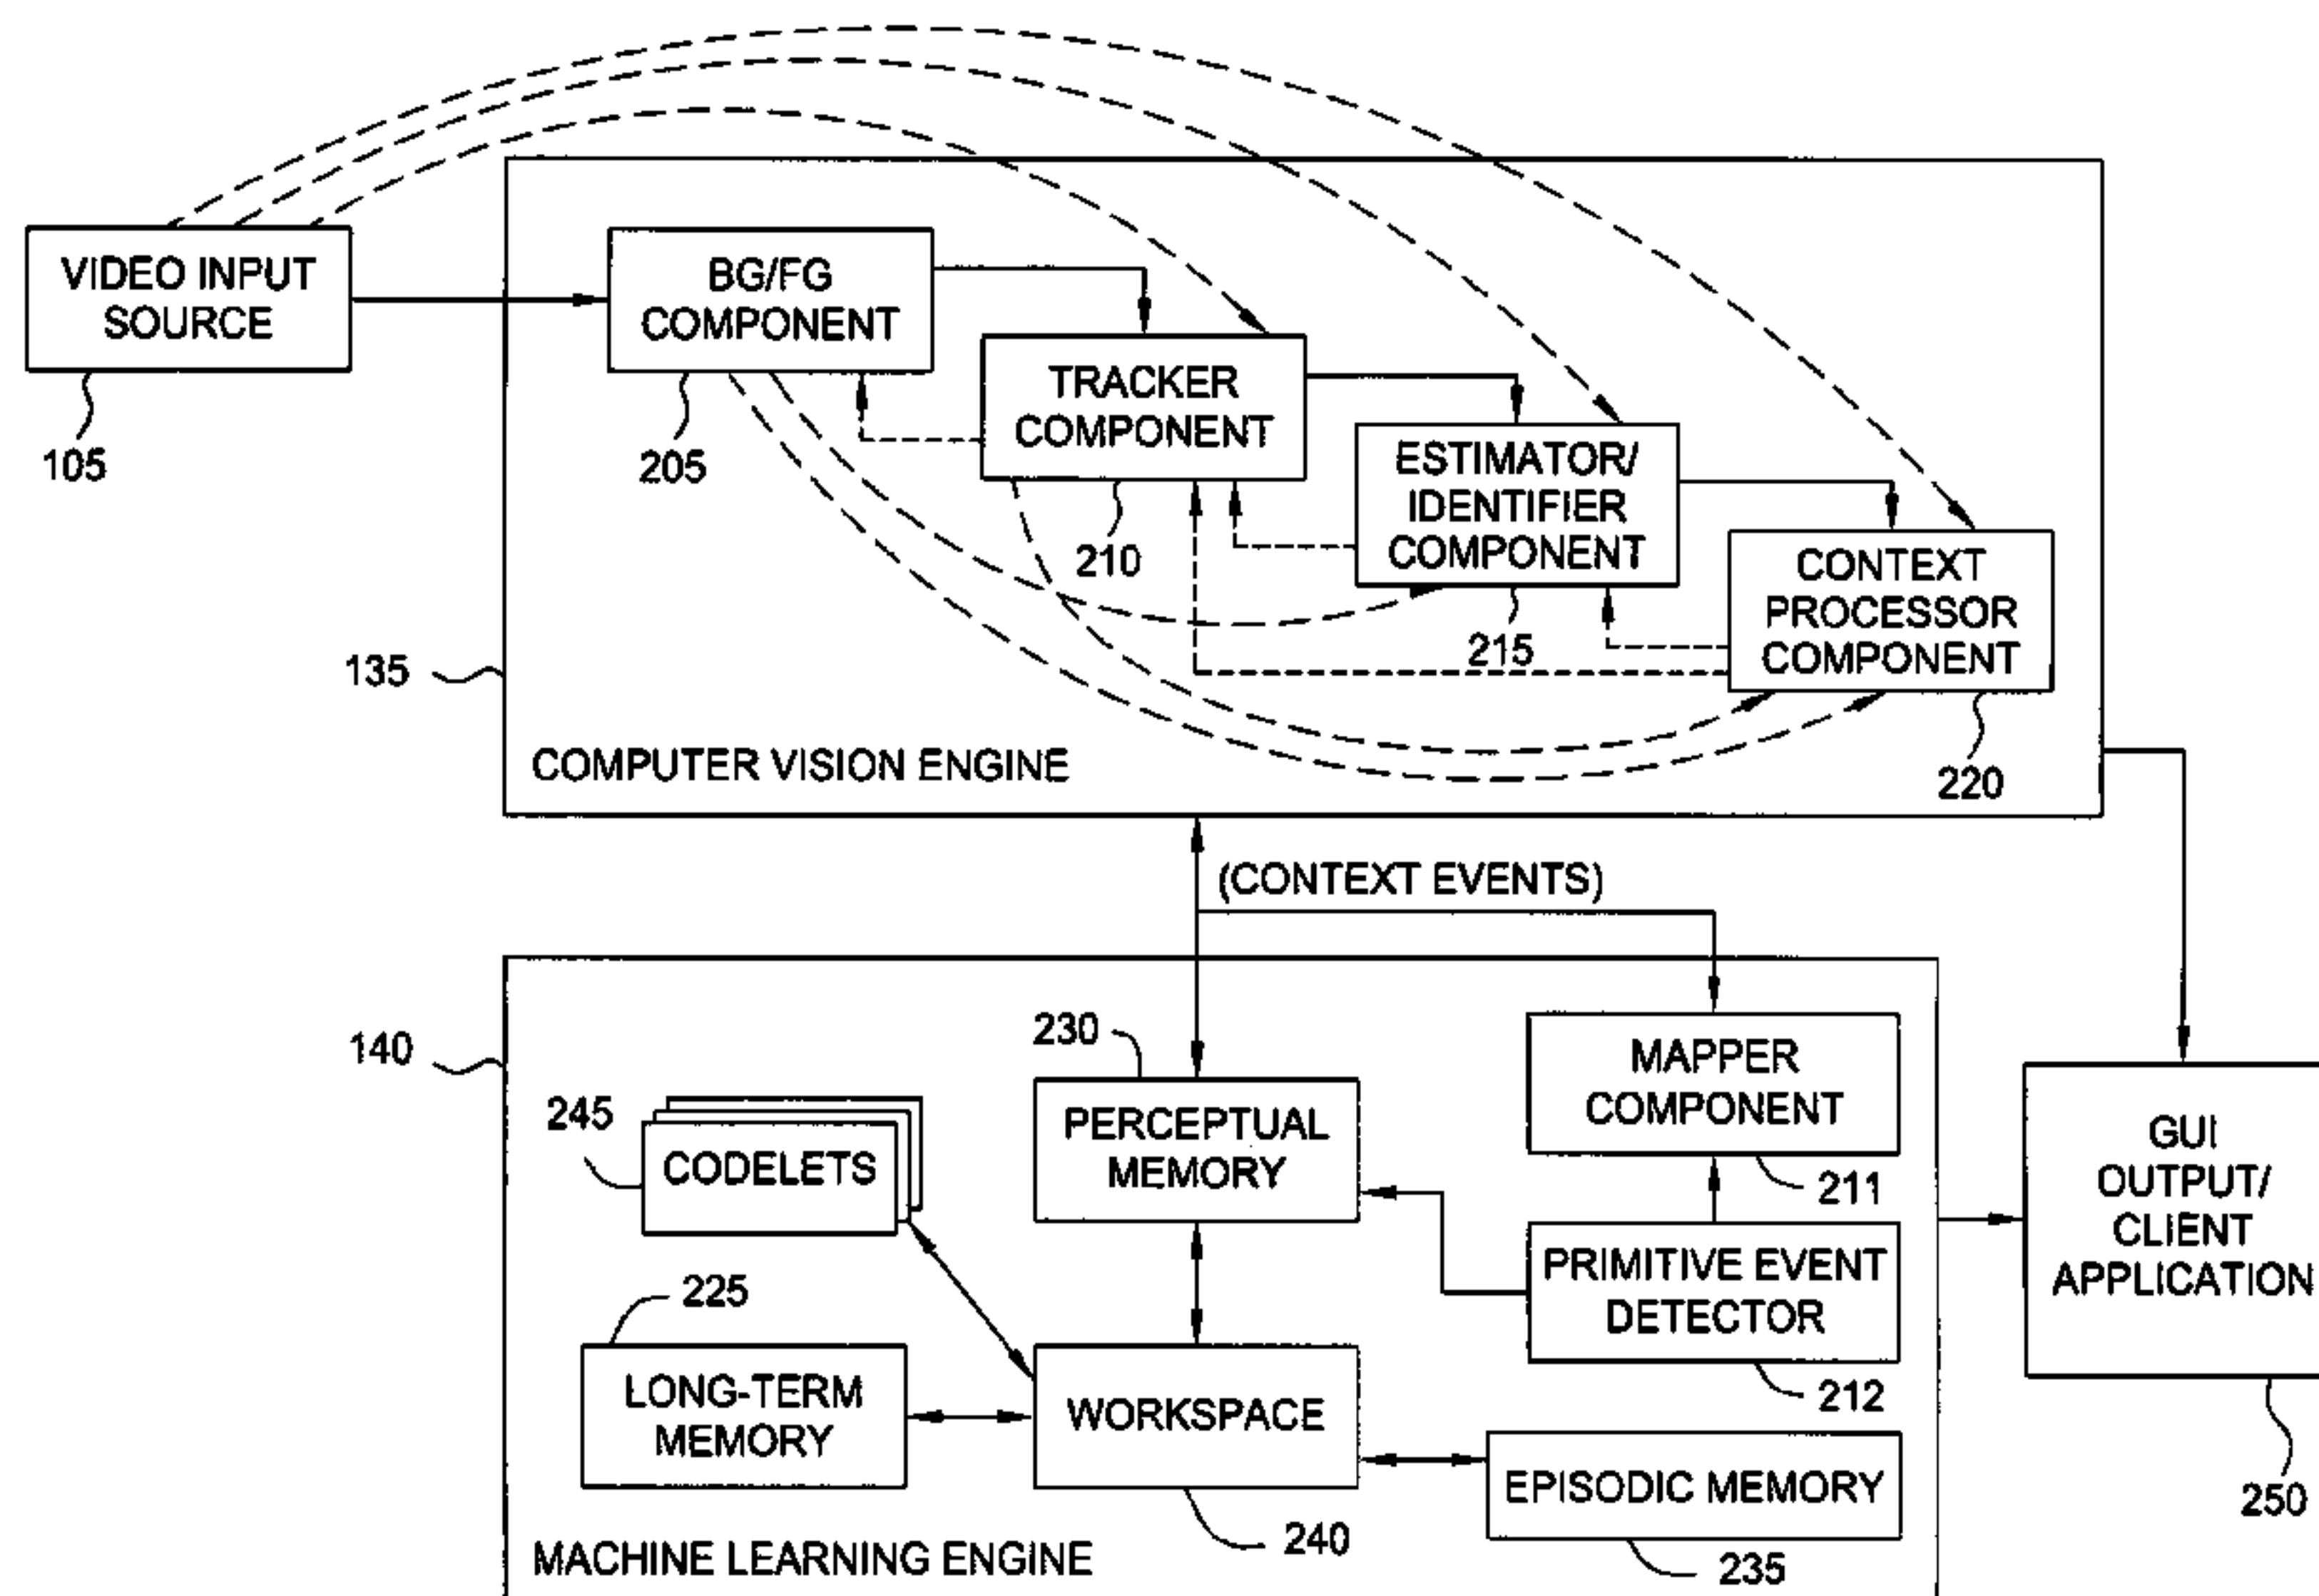 VIDEO INPUT
SOURCE
105
BG/FG
COMPONENT
205
TRACKER
COMPONENT
210
ESTIMATOR/
IDENTIFIER
COMPONENT
215
CONTEXT
PROCESSOR
COMPONENT
220
135
COMPUTER VISION ENGINE
(CONTEXT EVENTS)
140
230
PERCEPTUAL
MEMORY
MAPPER
COMPONENT
211
245
CODELETS
PRIMITIVE EVENT
DETECTOR
212
225
LONG-TERM
MEMORY
WORKSPACE
240
EPISODIC MEMORY
235
MACHINE LEARNING ENGINE
GUI
OUTPUT/
CLIENT
APPLICATION
250